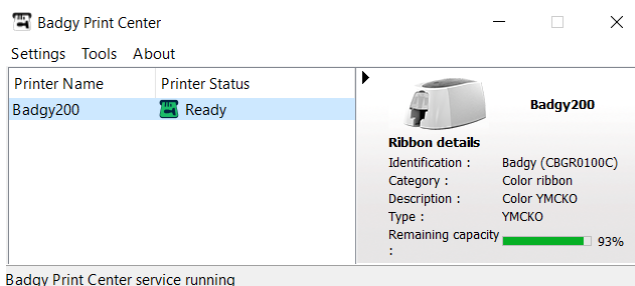 Badgy Print Center
Settings Tools About
Printer Name Printer Status
Badgy200 Ready
Badgy200
Ribbon details
Identification : Badgy (CBGR0100C)
Category : Color ribbon
Description : Color YMCKO
Type : YMCKO
Remaining capacity
: 93%
Badgy Print Center service running